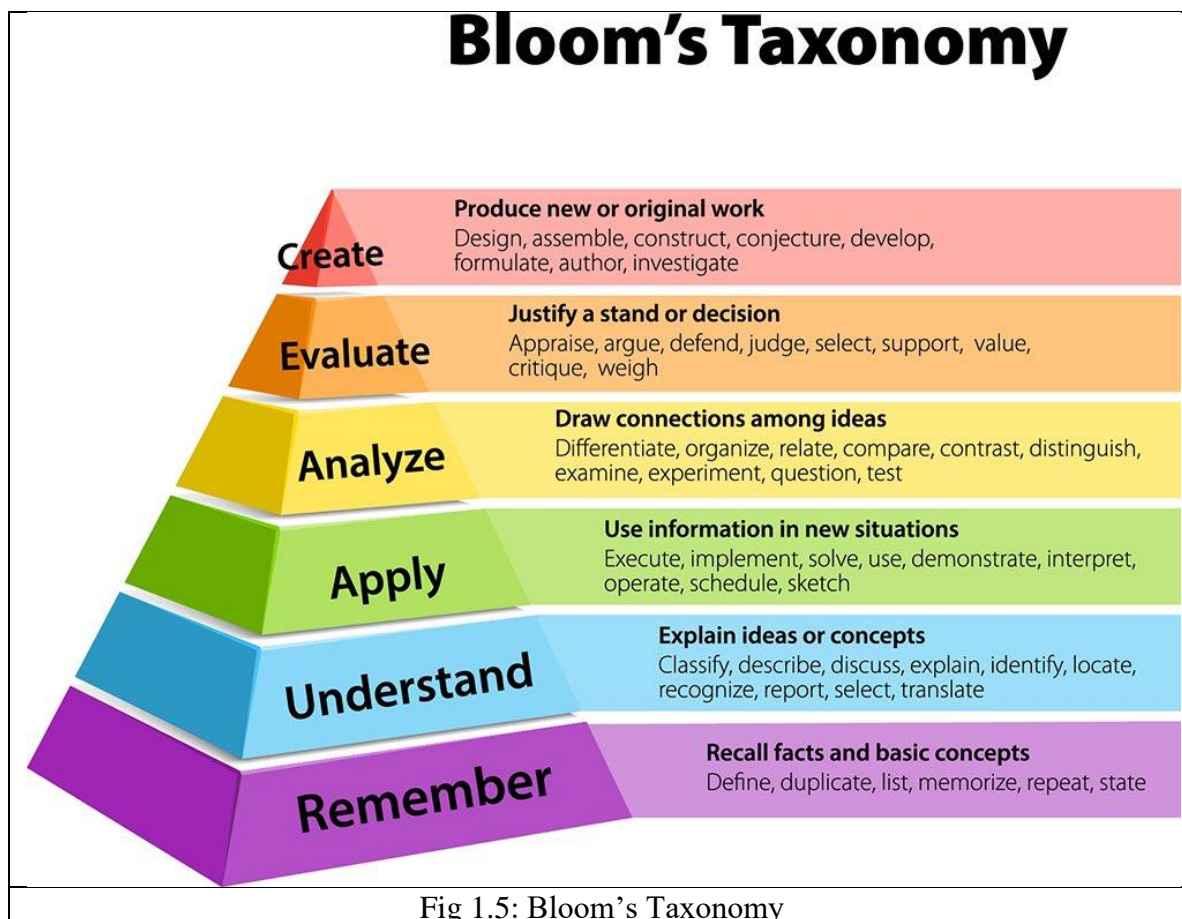 Bloom's Taxonomy
Create
Produce new or original work
Design, assemble, construct, conjecture, develop,
formulate, author, investigate
Evaluate
Justify a stand or decision
Appraise, argue, defend, judge, select, support, value,
critique, weigh
Analyze
Draw connections among ideas
Differentiate, organize, relate, compare, contrast, distinguish,
examine, experiment, question, test
Apply
Use information in new situations
Execute, implement, solve, use, demonstrate, interpret,
operate, schedule, sketch
Understand
Explain ideas or concepts
Classify, describe, discuss, explain, identify, locate,
recognize, report, select, translate
Remember
Recall facts and basic concepts
Define, duplicate, list, memorize, repeat, state
Fig 1.5: Bloom's Taxonomy